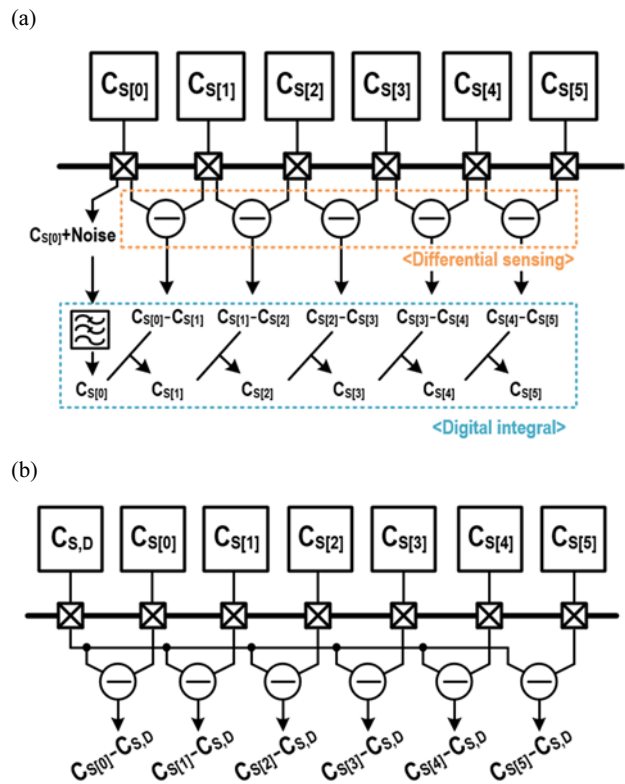 (a)
CS[0] CS[1] CS[2] CS[3] CS[4] CS[5]
CS[0]+Noise
<Differential sensing>
CS[0]-CS[1] CS[1]-CS[2] CS[2]-CS[3] CS[3]-CS[4] CS[4]-CS[5]
CS[0] CS[1] CS[2] CS[3] CS[4] CS[5]
<Digital integral>
(b)
CS,D CS[0] CS[1] CS[2] CS[3] CS[4] CS[5]
CS[0]-CS,D CS[1]-CS,D CS[2]-CS,D CS[3]-CS,D CS[4]-CS,D CS[5]-CS,D